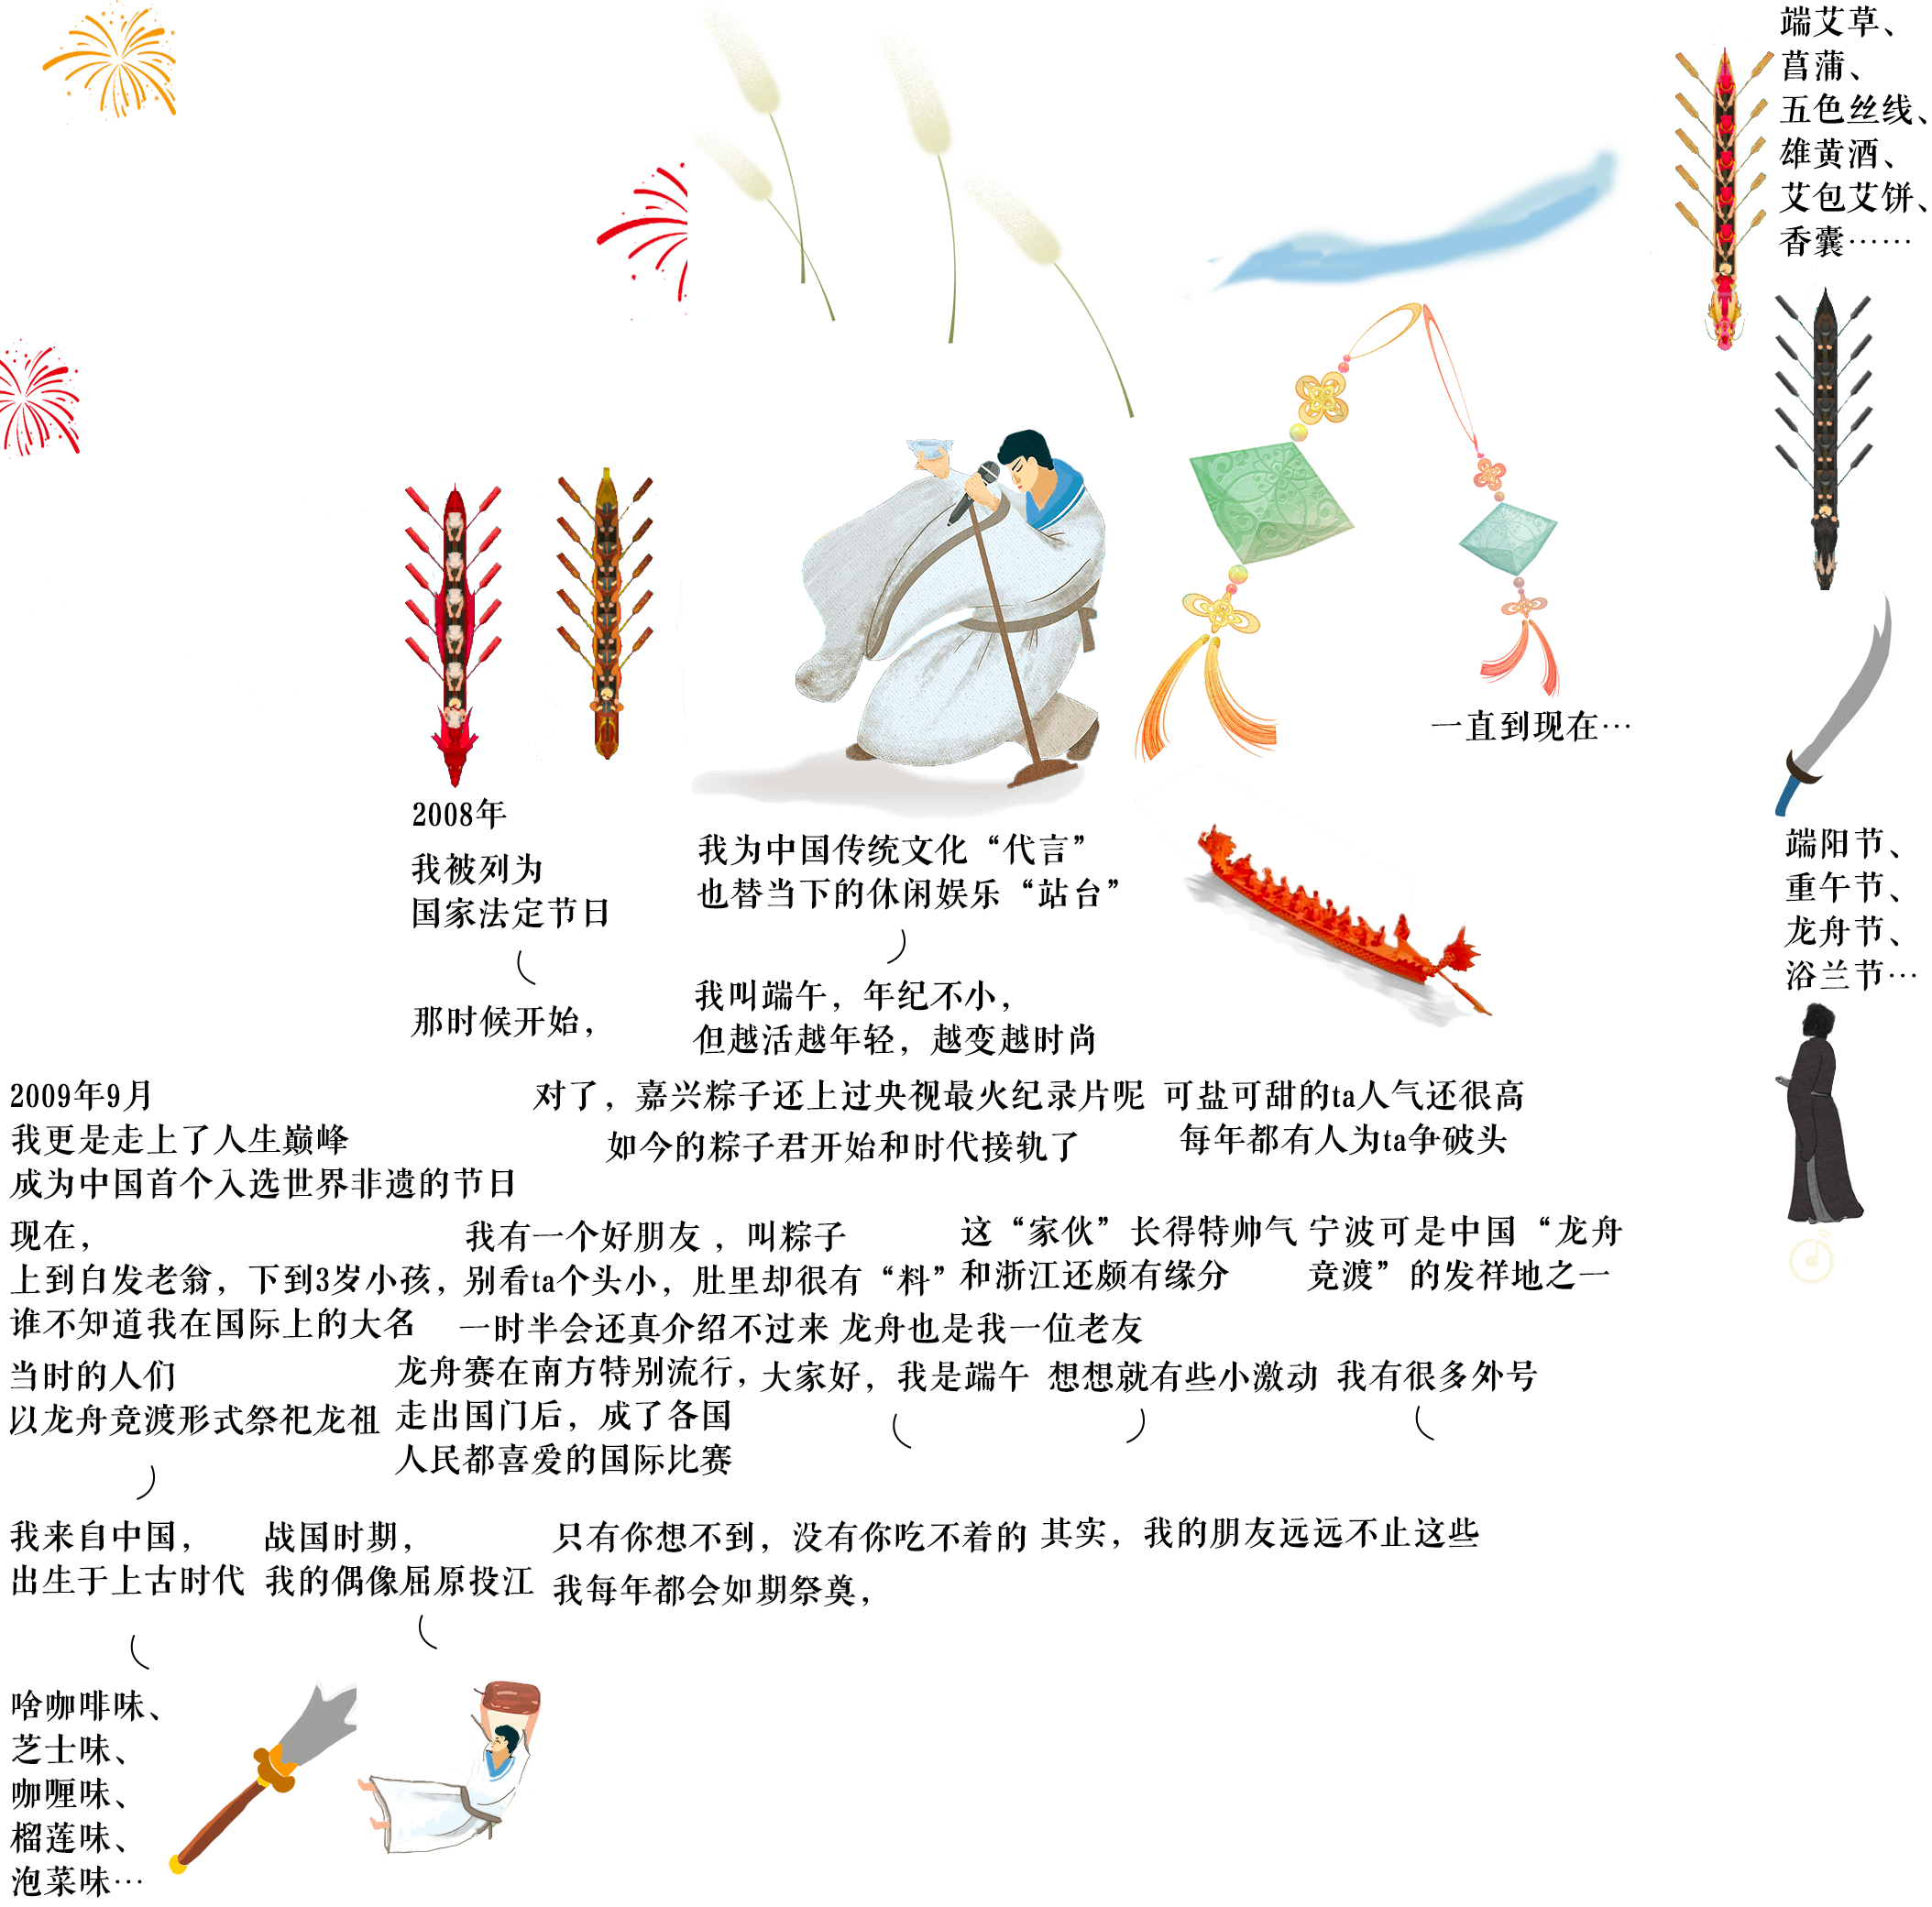 端艾草、
菖蒲、
五色丝线、
雄黄酒、
艾包艾饼、
香囊……
一直到现在…
2008年
我被列为
国家法定节日
那时候开始，
我为中国传统文化“代言”
也替当下的休闲娱乐“站台”
我叫端午，年纪不小，
但越活越年轻，越变越时尚
端阳节、
重午节、
龙舟节、
浴兰节…
2009年9月
我更是走上了人生巅峰
成为中国首个入选世界非遗的节日
对了，嘉兴粽子还上过央视最火纪录片呢
如今的粽子君开始和时代接轨了
可盐可甜的ta人气还很高
每年都有人为ta争破头
现在，
上到白发老翁，下到3岁小孩，
谁不知道我在国际上的大名
我有一个好朋友，叫粽子
别看ta个头小，肚里却很有“料”
一时半会还真介绍不过来
这“家伙”长得特帅气
和浙江还颇有缘分
宁波可是中国“龙舟
竞渡”的发祥地之一
龙舟也是我一位老友
当时的人们
以龙舟竞渡形式祭祀龙祖
龙舟赛在南方特别流行，
走出国门后，成了各国
人民都喜爱的国际比赛
大家好，我是端午
想想就有些小激动
我有很多外号
我来自中国，
出生于上古时代
战国时期，
我的偶像屈原投江
只有你想不到，没有你吃不着的
我每年都会如期祭奠，
其实，我的朋友远远不止这些
啥咖啡味、
芝士味、
咖喱味、
榴莲味、
泡菜味…